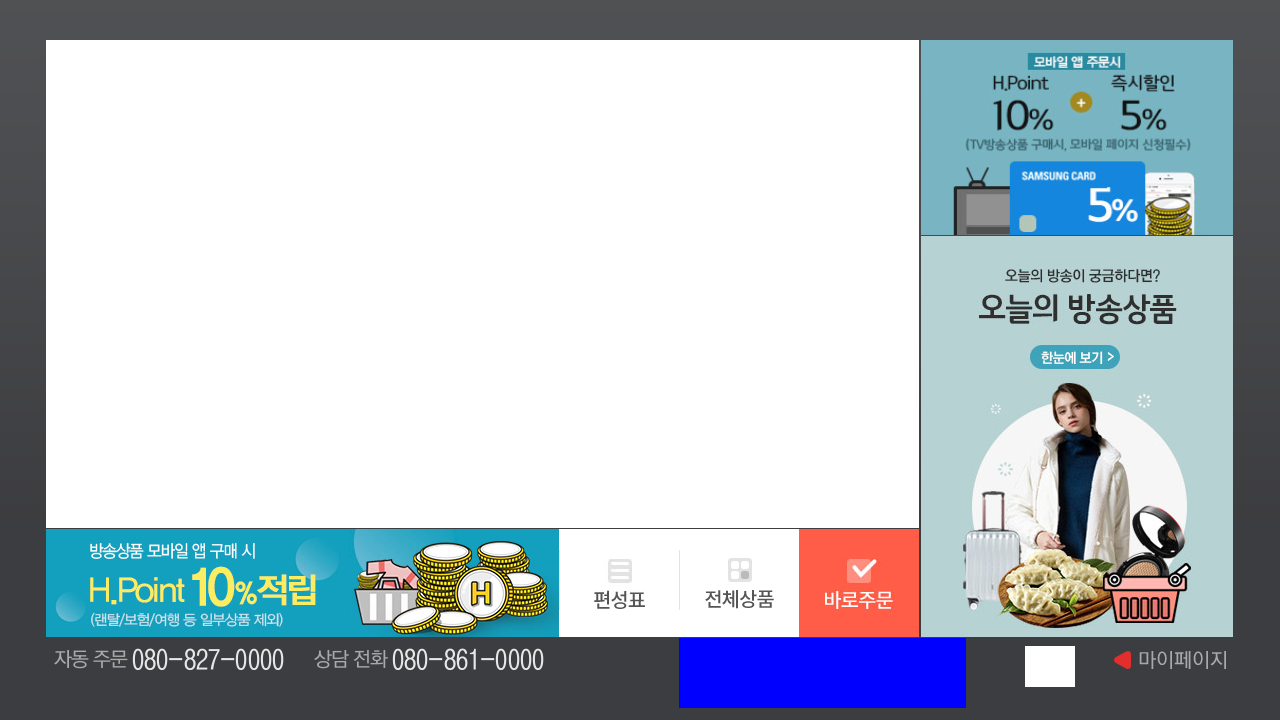 모바일 앱 주문시
H.Point 즉시할인
10% + 5%
(TV방송상품 구매시, 모바일 페이지 신청필수)
SAMSUNG CARD
5%
오늘의 방송이 궁금하다면?
오늘의 방송상품
한눈에 보기 >
방송상품 모바일 앱 구매 시
H.Point 10%적립
(랜탈/보험/여행 등 일부상품 제외)
H
편성표
전체상품
바로주문
자동 주문 080-827-0000 상담 전화 080-861-0000
마이페이지